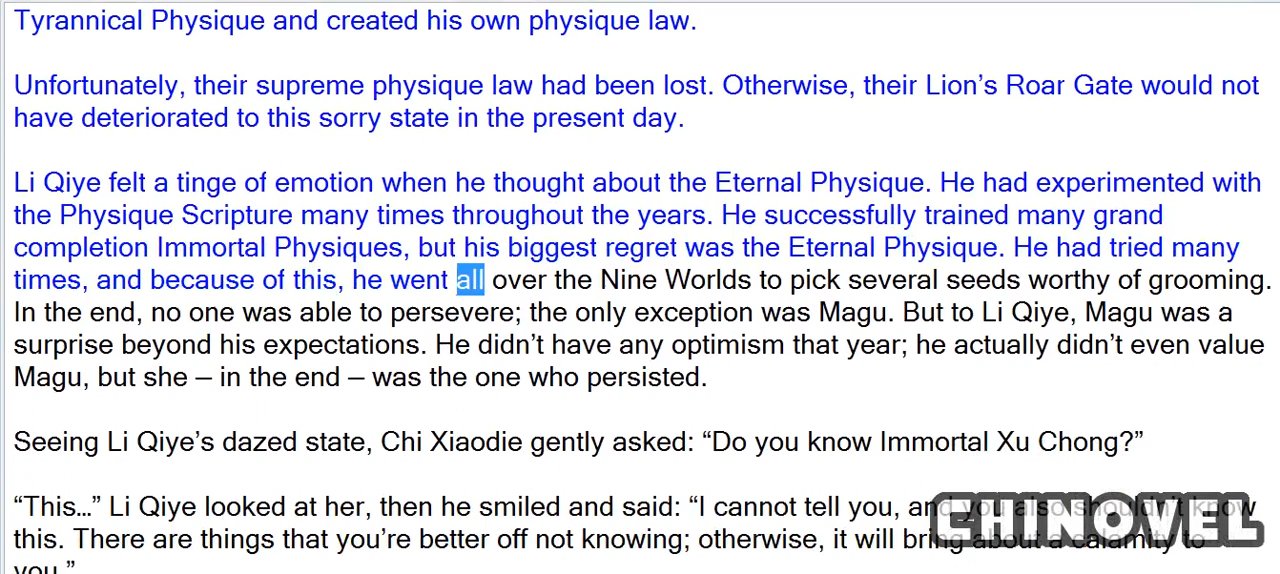 Tyrannical Physique and created his own physique law.
Unfortunately, their supreme physique law had been lost. Otherwise, their Lion’s Roar Gate would not
have deteriorated to this sorry state in the present day.
Li Qiye felt a tinge of emotion when he thought about the Eternal Physique. He had experimented with
the Physique Scripture many times throughout the years. He successfully trained many grand
completion Immortal Physiques, but his biggest regret was the Eternal Physique. He had tried many
times, and because of this, he went all over the Nine Worlds to pick several seeds worthy of grooming.
In the end, no one was able to persevere; the only exception was Magu. But to Li Qiye, Magu was a
surprise beyond his expectations. He didn’t have any optimism that year; he actually didn’t even value
Magu, but she – in the end – was the one who persisted.
Seeing Li Qiye’s dazed state, Chi Xiaodie gently asked: “Do you know Immortal Xu Chong?”
“This…” Li Qiye looked at her, then he smiled and said: “I cannot tell you, and you also shouldn’t know
this. There are things that you’re better off not knowing; otherwise, it will bring about a calamity to
you.”
CHINOVEL